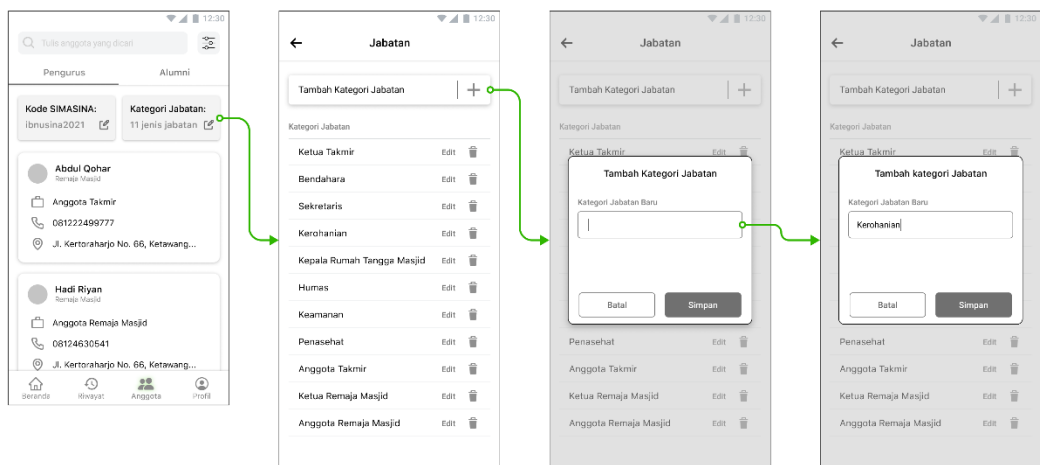 12:30
Tulis enggota yang dicari
Pengurus Alumni
Kode SIMASINA:
ibnusina2021
Kategori Jabatan:
11 jenis jabatan
Abdul Qohar
Remaja Masjid
Anggota Takmir
081222499777
Jl. Kertoraharjo No. 66, Ketawang...
Hadi Riyan
Remaja Masjid
Anggota Remaja Masjid
08124630541
Jl. Kertoraharjo No. 66, Ketawang...
Beranda Riwayat Anggota Profil
12:30
Jabatan
Tambah Kategori Jabatan
Kategori Jabatan
Ketua Takmir Edit
Bendahara Edit
Sekretaris Edit
Kerohanian Edit
Kepala Rumah Tangga Masjid Edit
Humas Edit
Keamanan Edit
Penasehat Edit
Anggota Takmir Edit
Ketua Remaja Masjid Edit
Anggota Remaja Masjid Edit
12:30
Jabatan
Tambah Kategori Jabatan
Kategori Jabatan
Ketua Takmir Edit
Tambah Kategori Jabatan
Kategori Jabatan Baru
Batal Simpan
Penasehat Edit
Anggota Takmir Edit
Ketua Remaja Masjid Edit
Anggota Remaja Masjid Edit
12:30
Jabatan
Tambah Kategori Jabatan
Kategori Jabatan
Ketua Takmir Edit
Tambah kategori Jabatan
Kategori Jabatan Baru
Kerohanian
Batal Simpan
Penasehat Edit
Anggota Takmir Edit
Ketua Remaja Masjid Edit
Anggota Remaja Masjid Edit